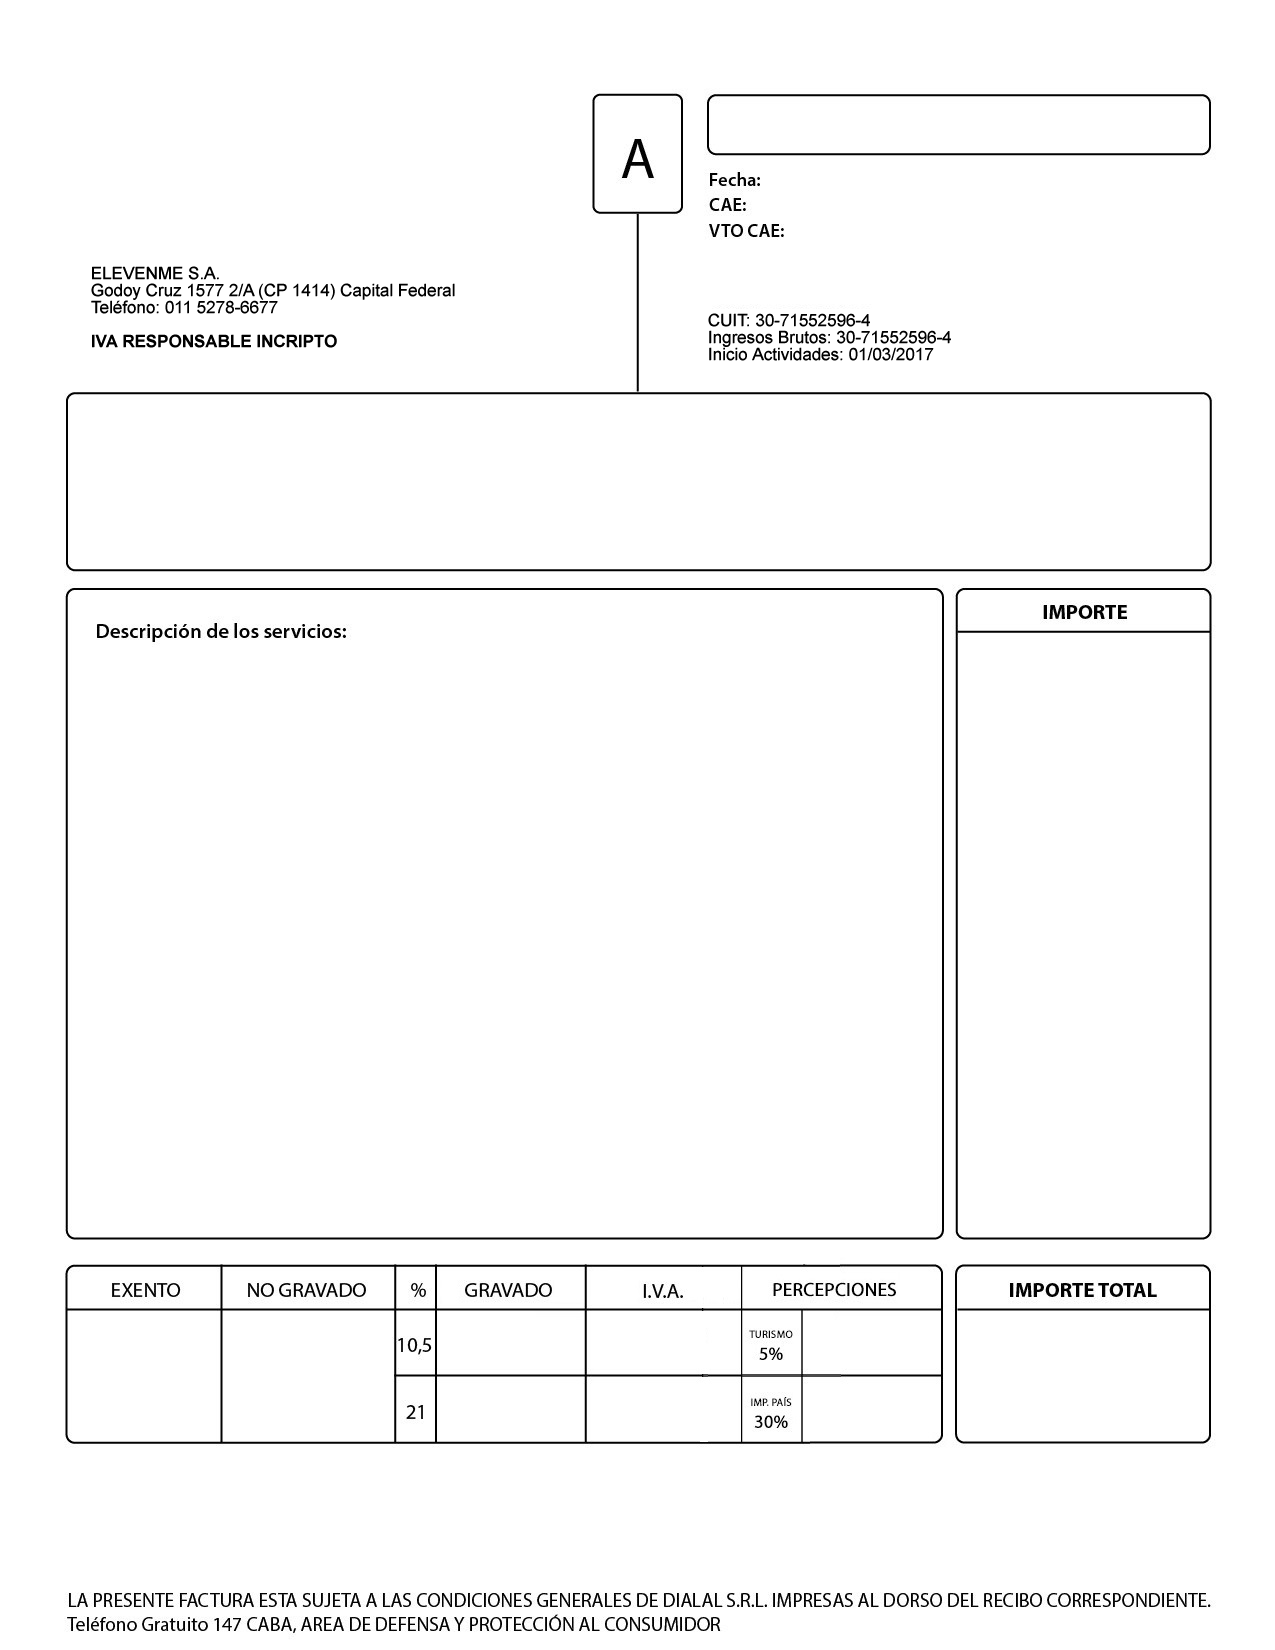 A
Fecha:
CAE:
VTO CAE:
ELEVENME S.A.
Godoy Cruz 1577 2/A (CP 1414) Capital Federal
Teléfono: 011 5278-6677
IVA RESPONSABLE INCRIPTO
CUIT: 30-71552596-4
Ingresos Brutos: 30-71552596-4
Inicio Actividades: 01/03/2017
Descripción de los servicios:
IMPORTE
EXENTO NO GRAVADO % GRAVADO I.V.A. PERCEPCIONES IMPORTE TOTAL
10,5 TURISMO
5%
21 IMP. PAÍS
30%
LA PRESENTE FACTURA ESTA SUJETA A LAS CONDICIONES GENERALES DE DIALAL S.R.L. IMPRESAS AL DORSO DEL RECIBO CORRESPONDIENTE.
Teléfono Gratuito 147 CABA, AREA DE DEFENSA Y PROTECCIÓN AL CONSUMIDOR